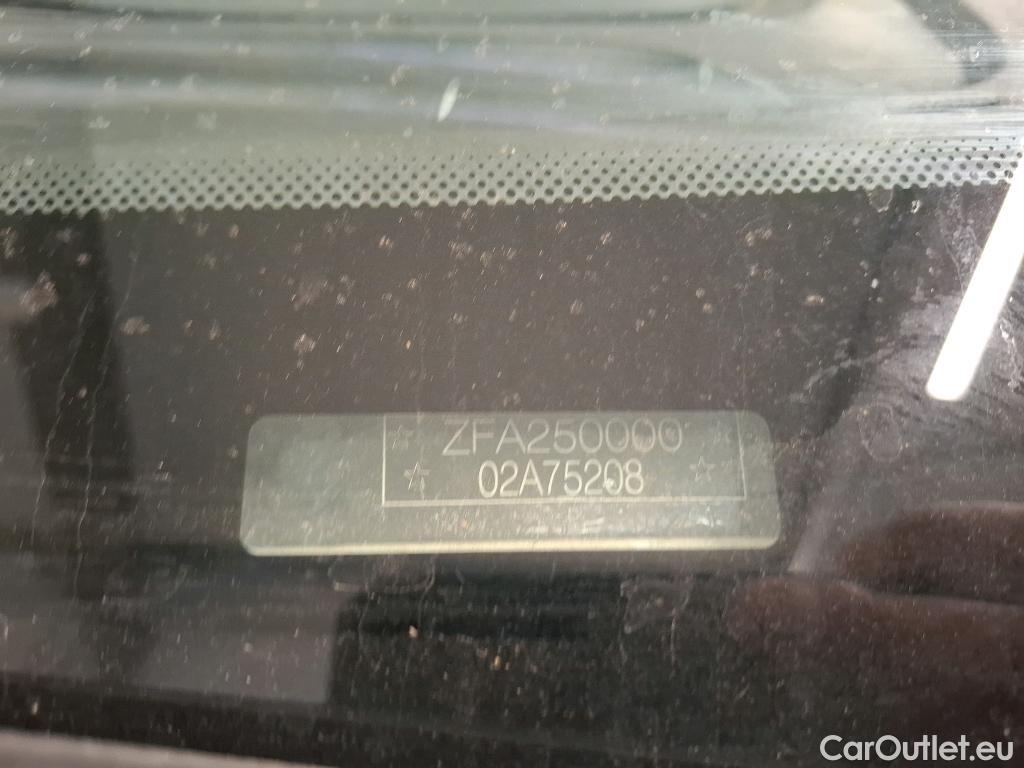 ☆ ZFA250000 ☆
☆ 02A75208 ☆
CarOutlet.eu